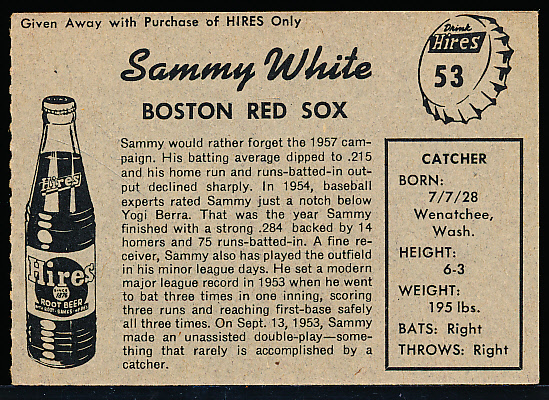 Given Away with Purchase of HIRES Only
Drink
Hires
53
Sammy White
BOSTON RED SOX
Sammy would rather forget the 1957 cam-
paign. His batting average dipped to .215
and his home run and runs-batted-in out-
put declined sharply. In 1954, baseball
experts rated Sammy just a notch below
Yogi Berra. That was the year Sammy
finished with a strong .284 backed by 14
homers and 75 runs-batted-in. A fine re-
ceiver, Sammy also has played the outfield
in his minor league days. He set a modern
major league record in 1953 when he went
to bat three times in one inning, scoring
three runs and reaching first-base safely
all three times. On Sept. 13, 1953, Sammy
made an unassisted double-play—some-
thing that rarely is accomplished by a
catcher.
CATCHER
BORN:
7/7/28
Wenatchee,
Wash.
HEIGHT:
6-3
WEIGHT:
195 lbs.
BATS: Right
THROWS: Right
Hires
Hires
SINCE
1876
ROOT BEER